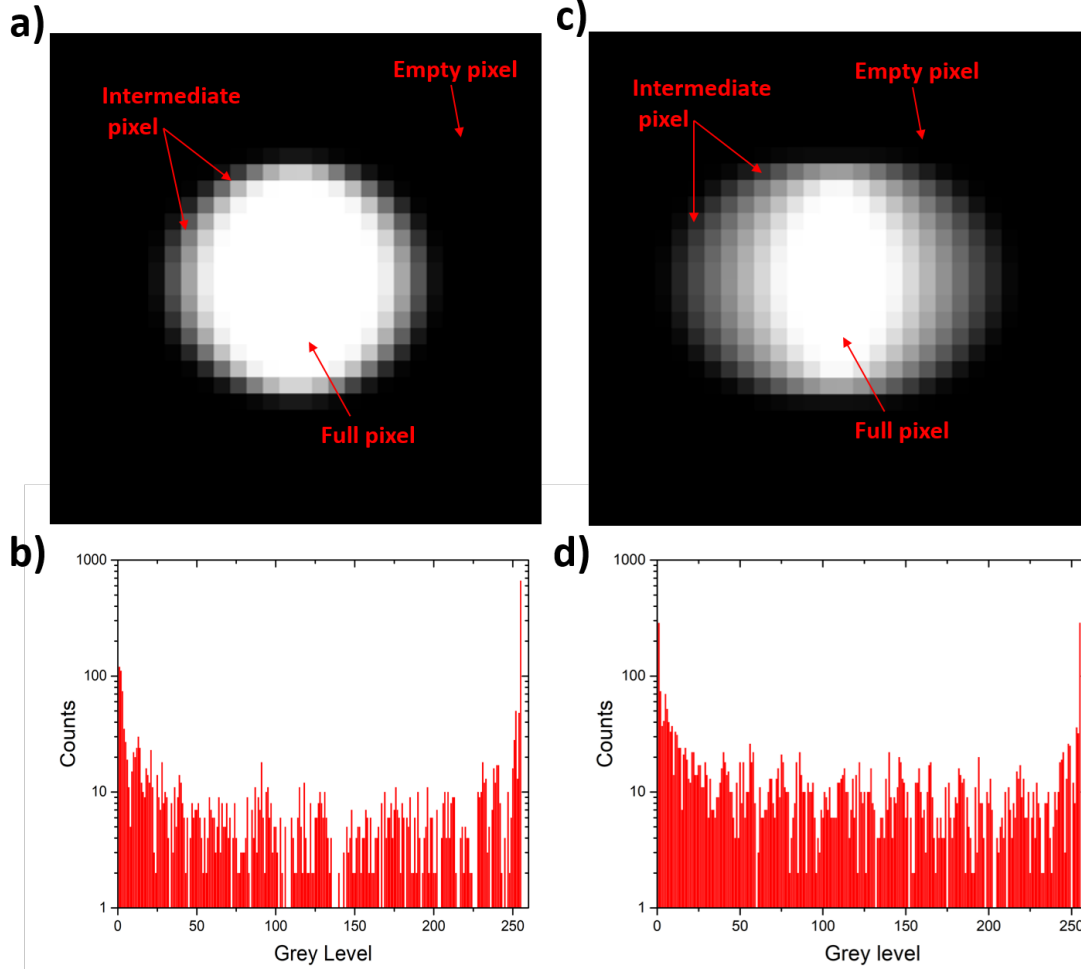 a)
Empty pixel
Intermediate
pixel
Full pixel
c)
Empty pixel
Intermediate
pixel
Full pixel
b)
1000
100
10
1
Counts
0
50
100
150
200
250
Grey Level
d)
1000
100
10
1
Counts
0
50
100
150
200
250
Grey level